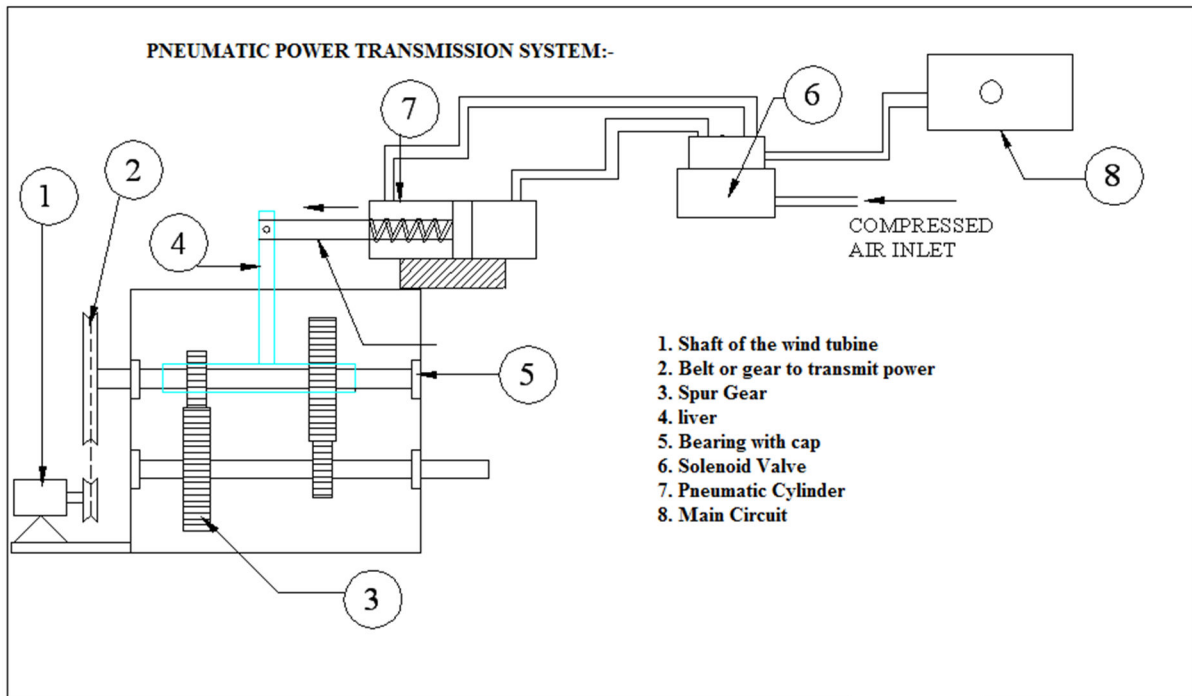 PNEUMATIC POWER TRANSMISSION SYSTEM:-
7
6
2
1
8
4
COMPRESSED
AIR INLET
5
3
1. Shaft of the wind tubine
2. Belt or gear to transmit power
3. Spur Gear
4. liver
5. Bearing with cap
6. Solenoid Valve
7. Pneumatic Cylinder
8. Main Circuit